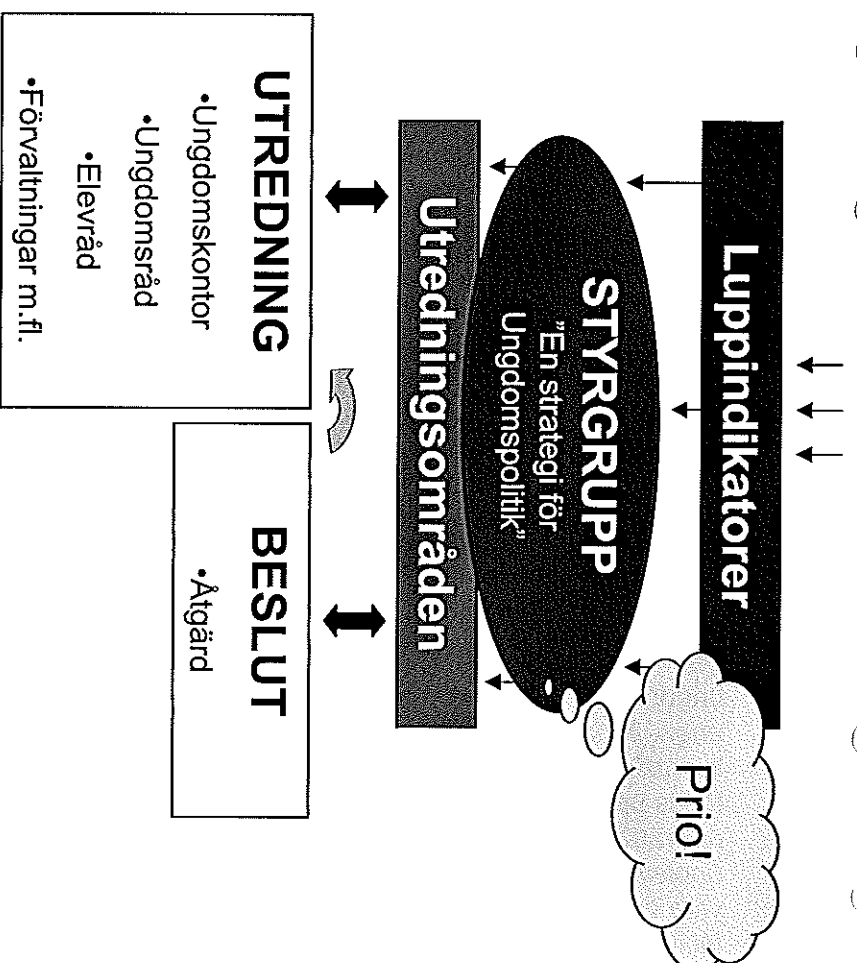 Luppindikatorer
Prio!
STYRGRUPP
”En strategi för
Ungdomspolitik”
Utredningsområden
UTREDNING
•Ungdomskontor
•Ungdomsråd
•Elevråd
•Förvaltningar m.fl.
BESLUT
•Åtgärd